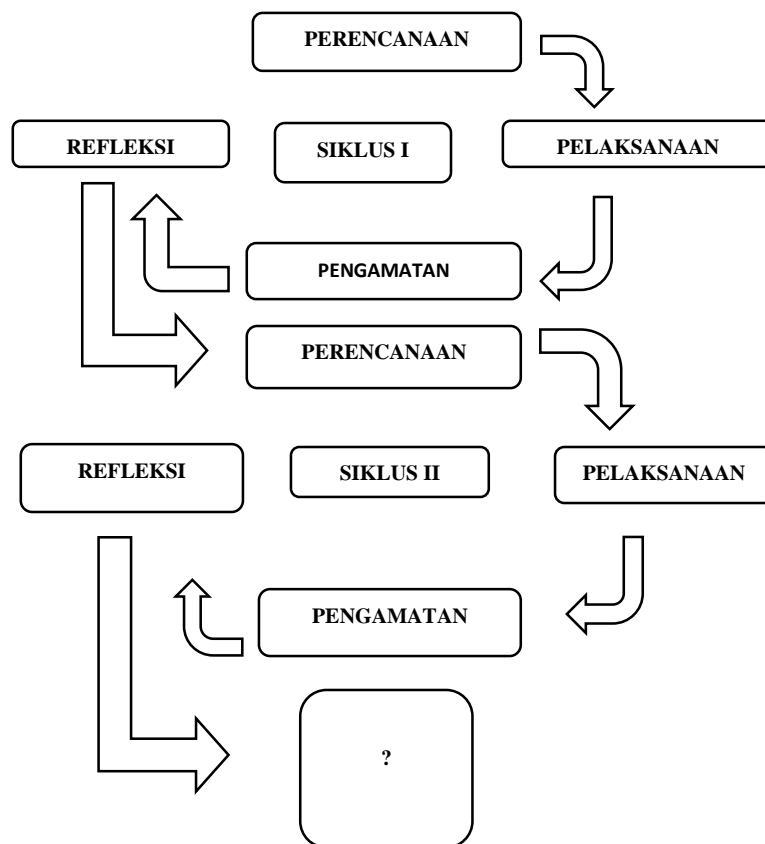 PERENCANAAN
REFLEKSI
SIKLUS I
PELAKSANAAN
PENGAMATAN
PERENCANAAN
REFLEKSI
SIKLUS II
PELAKSANAAN
PENGAMATAN
?